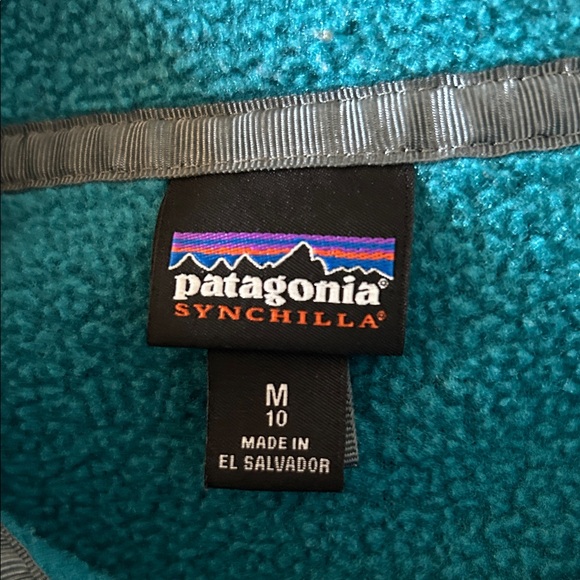 patagonia®
SYNCHILLA®
M
10
MADE IN
EL SALVADOR